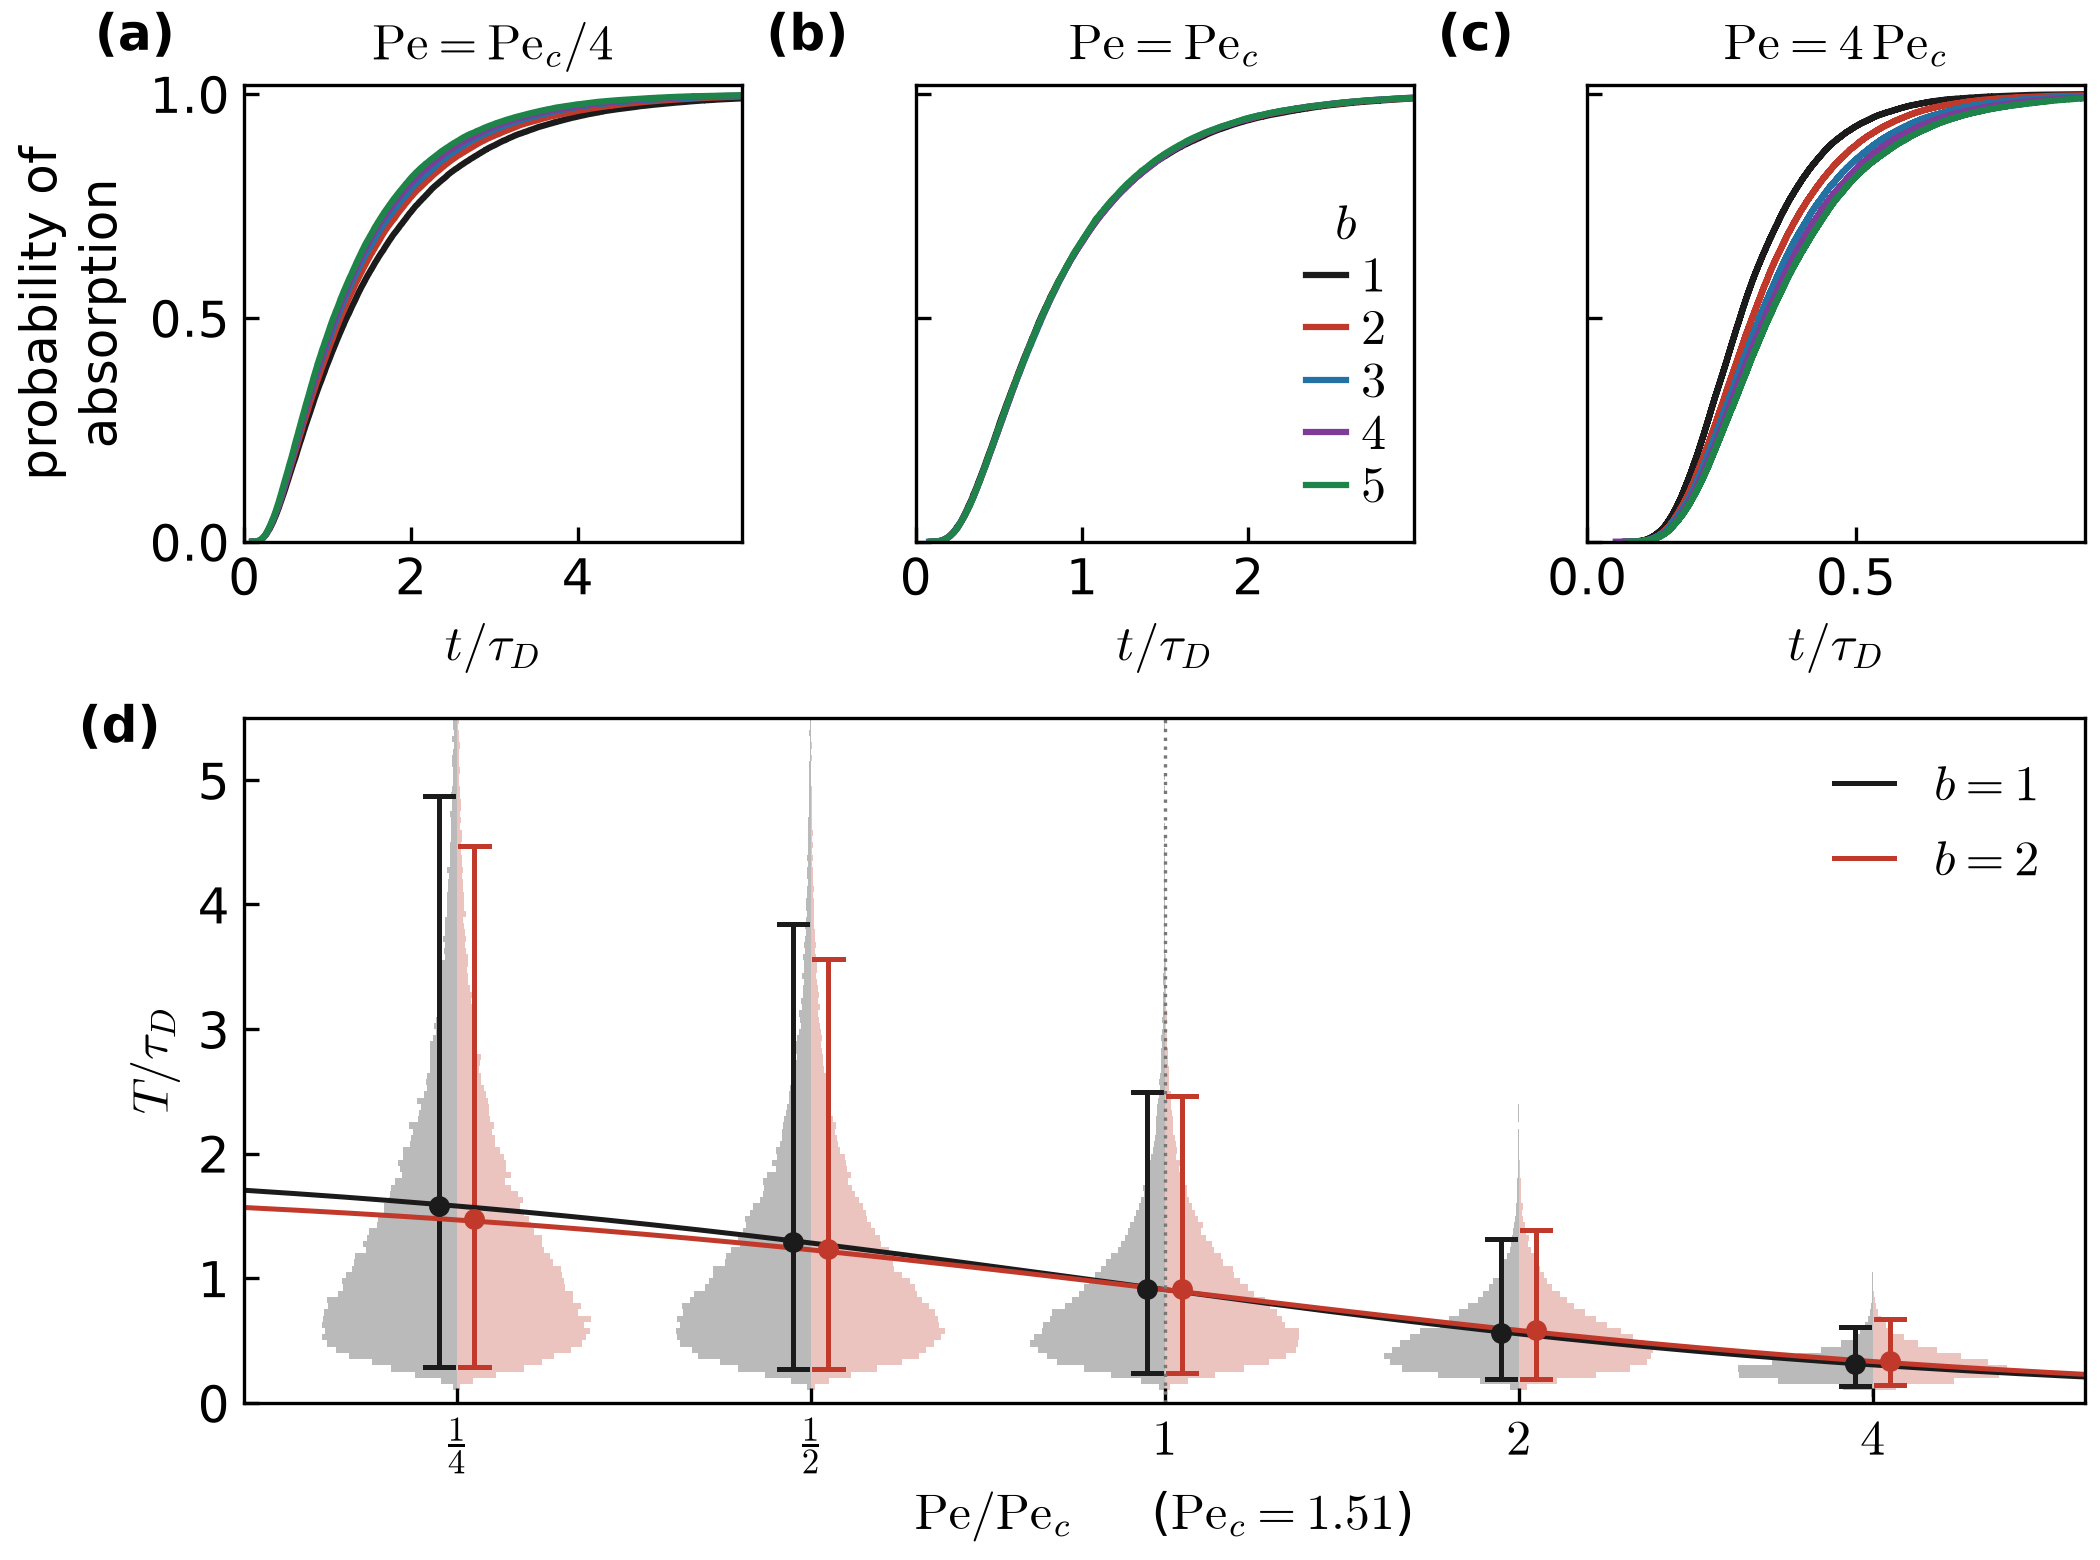 (a) Pe = Pe_c/4
(b) Pe = Pe_c
(c) Pe = 4 Pe_c
probability of
absorption
1.0
0.5
0.0
0 2 4
t/τ_D
b
1
2
3
4
5
0 1 2
t/τ_D
0.0 0.5
t/τ_D
(d)
b = 1
b = 2
T/τ_D
5
4
3
2
1
0
1/4 1/2 1 2 4
Pe/Pe_c (Pe_c = 1.51)